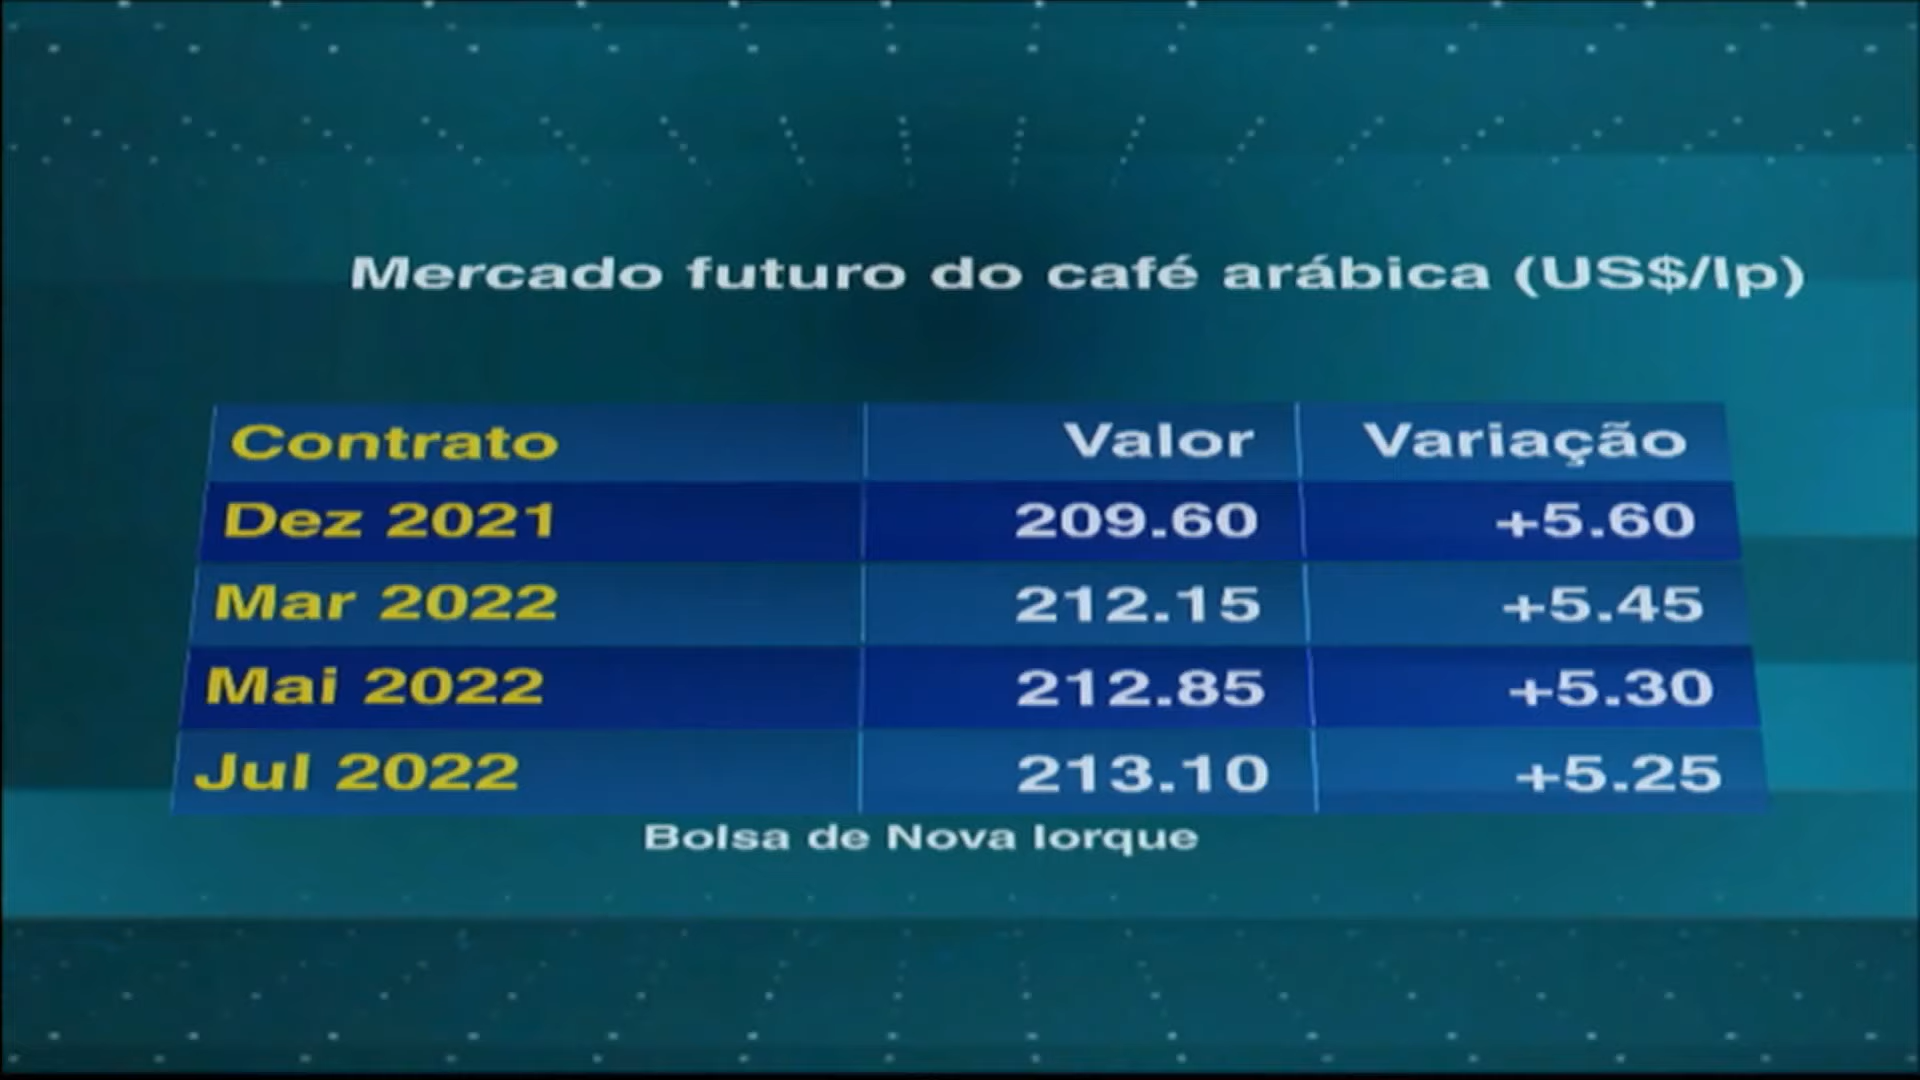 Mercado futuro do café arábica (US$/lp)
Contrato Valor Variação
Dez 2021 209.60 +5.60
Mar 2022 212.15 +5.45
Mai 2022 212.85 +5.30
Jul 2022 213.10 +5.25
Bolsa de Nova Iorque